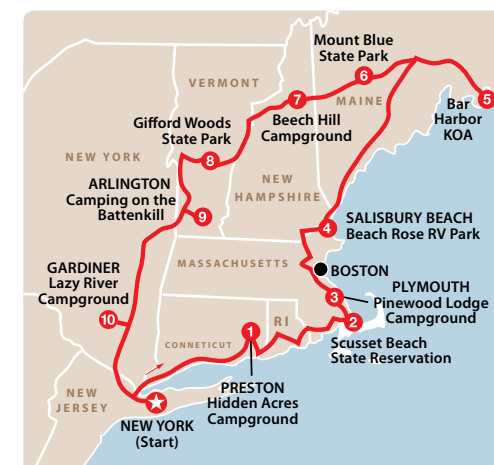 Mount Blue
State Park
6
VERMONT
MAINE
7
5
Bar
Harbor
KOA
Gifford Woods
State Park
Beech Hill
Campground
8
NEW YORK
ARLINGTON
Camping on the
Battenkill
NEW
HAMPSHIRE
9
4
SALISBURY BEACH
Beach Rose RV Park
GARDINER
Lazy River
Campground
MASSACHUSETTS
BOSTON
PLYMOUTH
Pinewood Lodge
Campground
3
10
1
RI
2
Scusset Beach
State Reservation
CONNETICUT
PRESTON
Hidden Acres
Campground
NEW
JERSEY
NEW YORK
(Start)